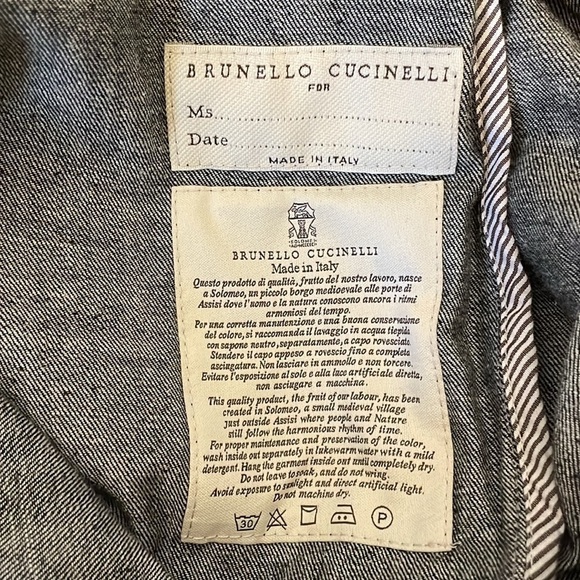 BRUNELLO CUCINELLI
FOR
Ms.......................................
Date.....................................
MADE IN ITALY
SOLOMEO
BRUNELLO CUCINELLI
Made in Italy
Questo prodotto di qualità, frutto del nostro lavoro, nasce
a Solomeo, un piccolo borgo medioevale alle porte di
Assisi dove l'uomo e la natura conoscono ancora i ritmi
armoniosi del tempo.
Per una corretta manutenzione e una buona conservazione
del colore, si raccomanda il lavaggio in acqua tiepida
con sapone neutro, separatamente, a capo rovesciato.
Stendere il capo appeso a rovescio fino a completa
asciugatura. Non lasciare in ammollo e non torcere.
Evitare l'esposizione al sole e alla luce artificiale diretta,
non asciugare a macchina.
This quality product, the fruit of our labour, has been
created in Solomeo, a small medieval village
just outside Assisi where people and Nature
still follow the harmonious rhythm of time.
For proper maintenance and preservation of the color,
wash inside out separately in lukewarm water with a mild
detergent. Hang the garment inside out until completely dry.
Do not leave to soak, and do not wring.
Avoid exposure to sunlight and direct artificial light.
Do not machine dry.
30 P